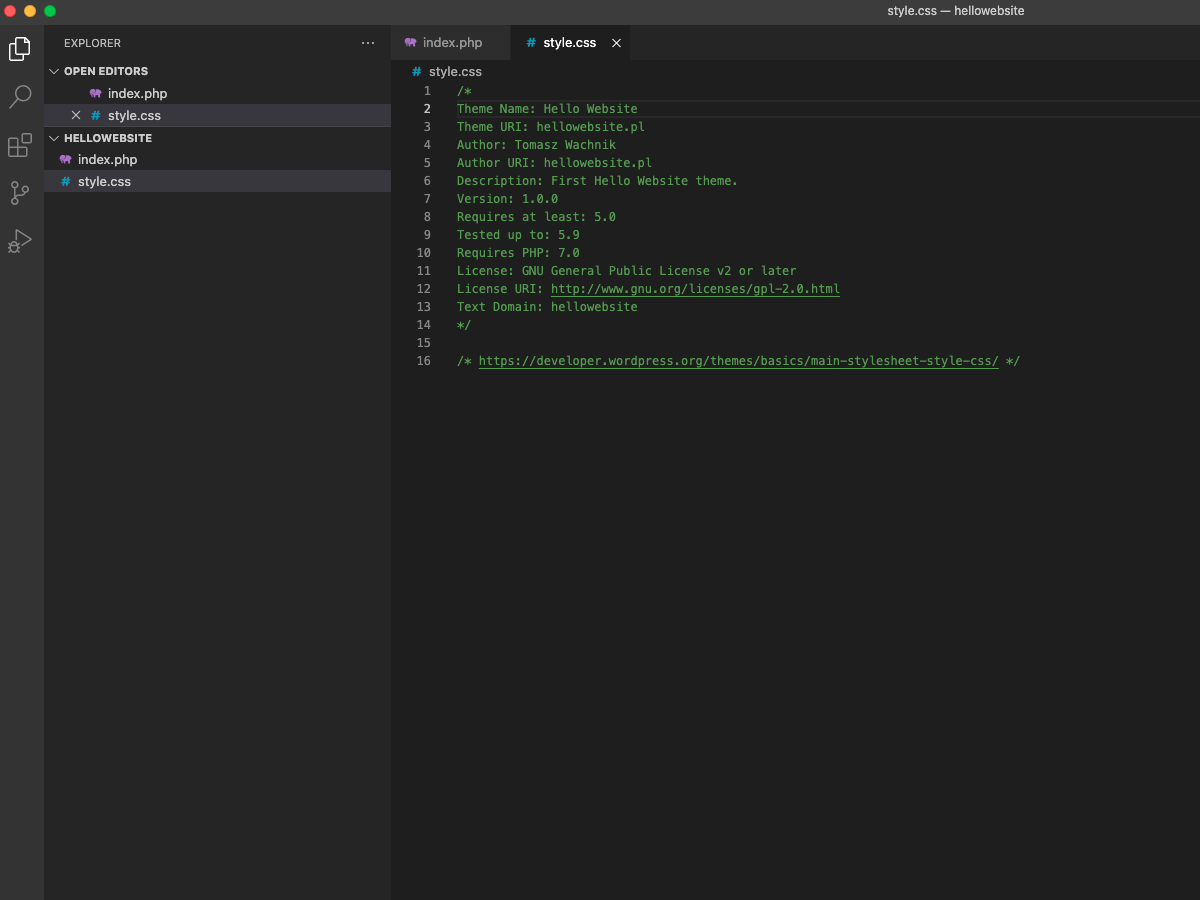 style.css — hellowebsite
EXPLORER
OPEN EDITORS
index.php
# style.css
HELLOWEBSITE
index.php
# style.css
index.php
# style.css
# style.css
1 /*
2 Theme Name: Hello Website
3 Theme URI: hellowebsite.pl
4 Author: Tomasz Wachnik
5 Author URI: hellowebsite.pl
6 Description: First Hello Website theme.
7 Version: 1.0.0
8 Requires at least: 5.0
9 Tested up to: 5.9
10 Requires PHP: 7.0
11 License: GNU General Public License v2 or later
12 License URI: http://www.gnu.org/licenses/gpl-2.0.html
13 Text Domain: hellowebsite
14 */
15
16 /* https://developer.wordpress.org/themes/basics/main-stylesheet-style-css/ */